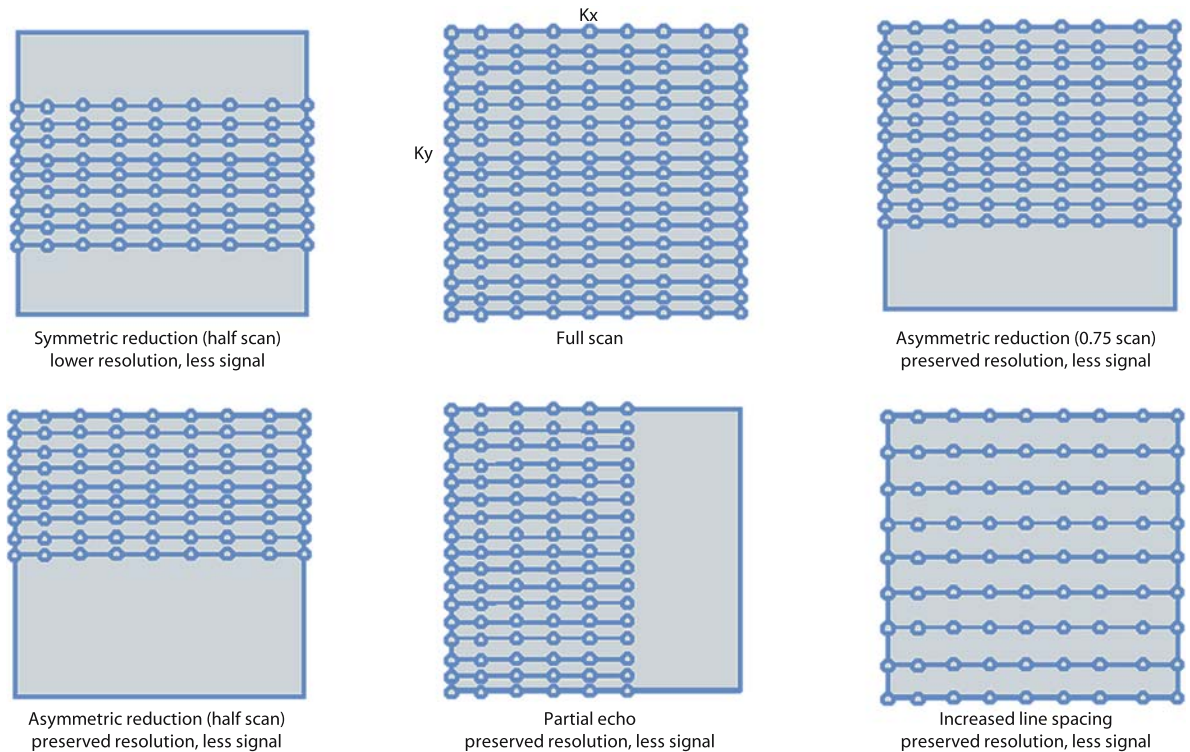 Kx
Ky
Symmetric reduction (half scan)
lower resolution, less signal
Full scan
Asymmetric reduction (0.75 scan)
preserved resolution, less signal
Asymmetric reduction (half scan)
preserved resolution, less signal
Partial echo
preserved resolution, less signal
Increased line spacing
preserved resolution, less signal